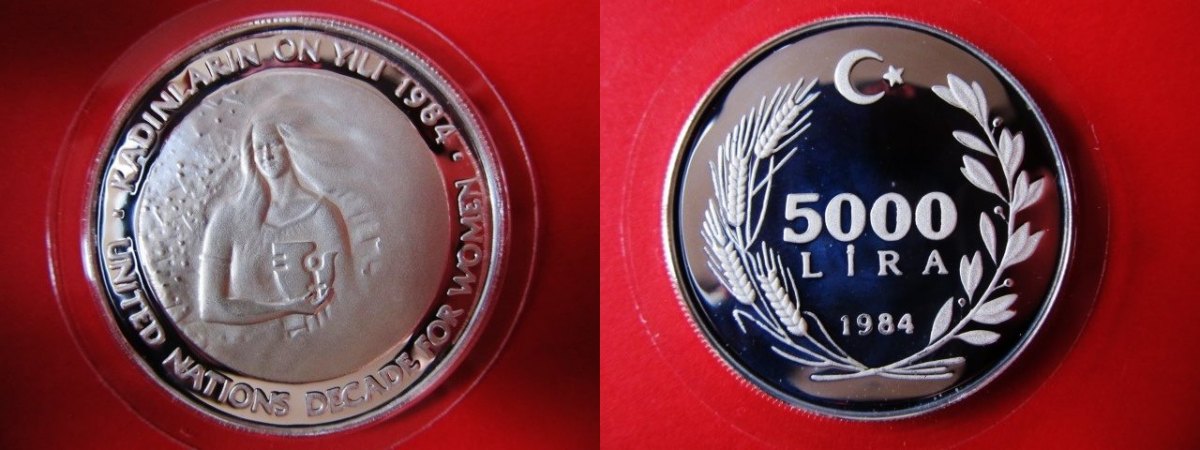 KADINLARIN ON YILI 1984 •
UNITED NATIONS DECADE FOR WOMEN •
5000
LİRA
1984